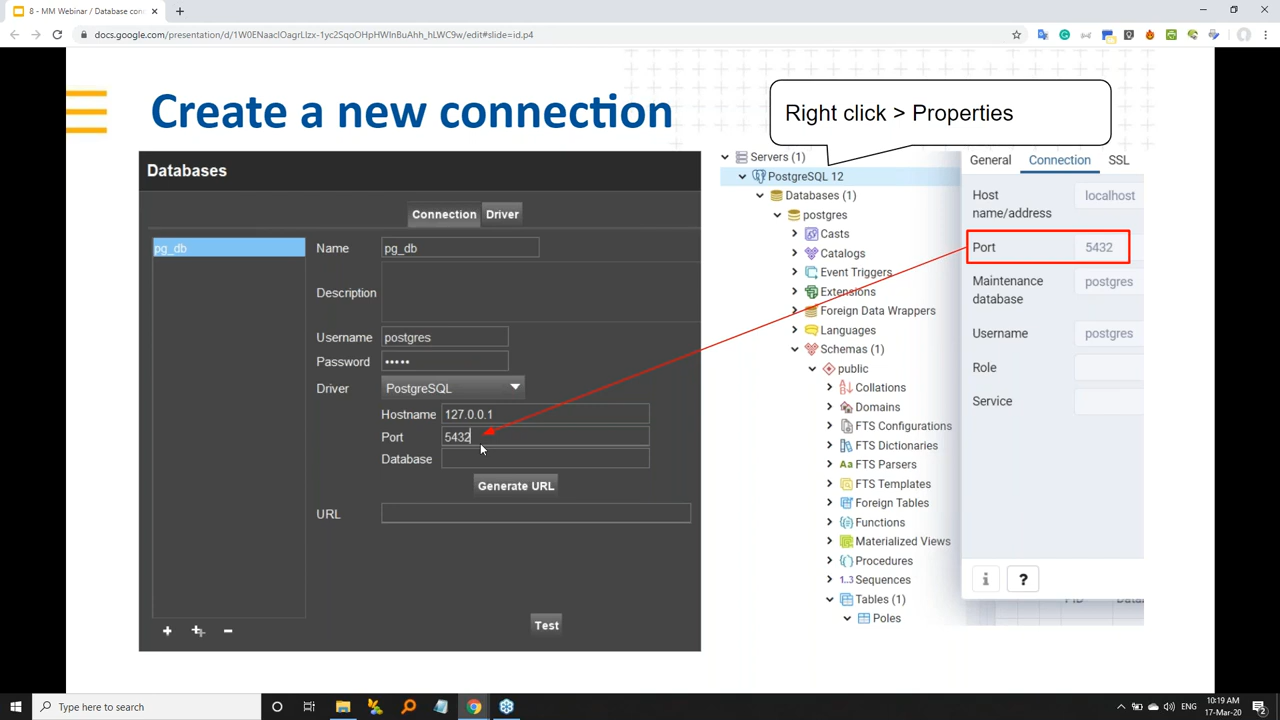 8 - MM Webinar / Database con
docs.google.com/presentation/d/1W0ENaacIOagrLIzx-1yc2SqoOHpHWInBuAhh_hLWC9w/edit#slide=id.p4
Create a new connection
Right click > Properties
Databases
Connection
Driver
pg_db
Name
pg_db
Description
Username
postgres
Password
•••••
Driver
PostgreSQL
Hostname
127.0.0.1
Port
5432
Database
Generate URL
URL
Test
Servers (1)
PostgreSQL 12
Databases (1)
postgres
Casts
Catalogs
Event Triggers
Extensions
Foreign Data Wrappers
Languages
Schemas (1)
public
Collations
Domains
FTS Configurations
FTS Dictionaries
Aa FTS Parsers
FTS Templates
Foreign Tables
Functions
Materialized Views
Procedures
1..3 Sequences
Tables (1)
Poles
General
Connection
SSL
Host
name/address
localhost
Port
5432
Maintenance
database
postgres
Username
postgres
Role
Service
i
?
Type here to search
ENG
10:19 AM
17-Mar-20
2